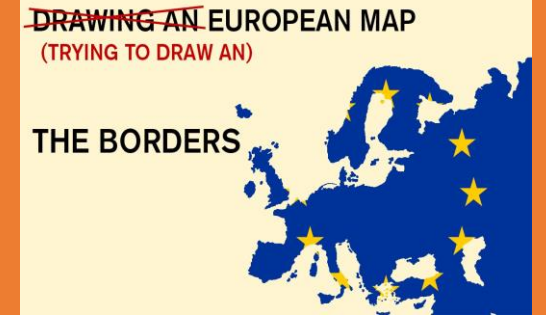 DRAWING AN EUROPEAN MAP
(TRYING TO DRAW AN)
THE BORDERS